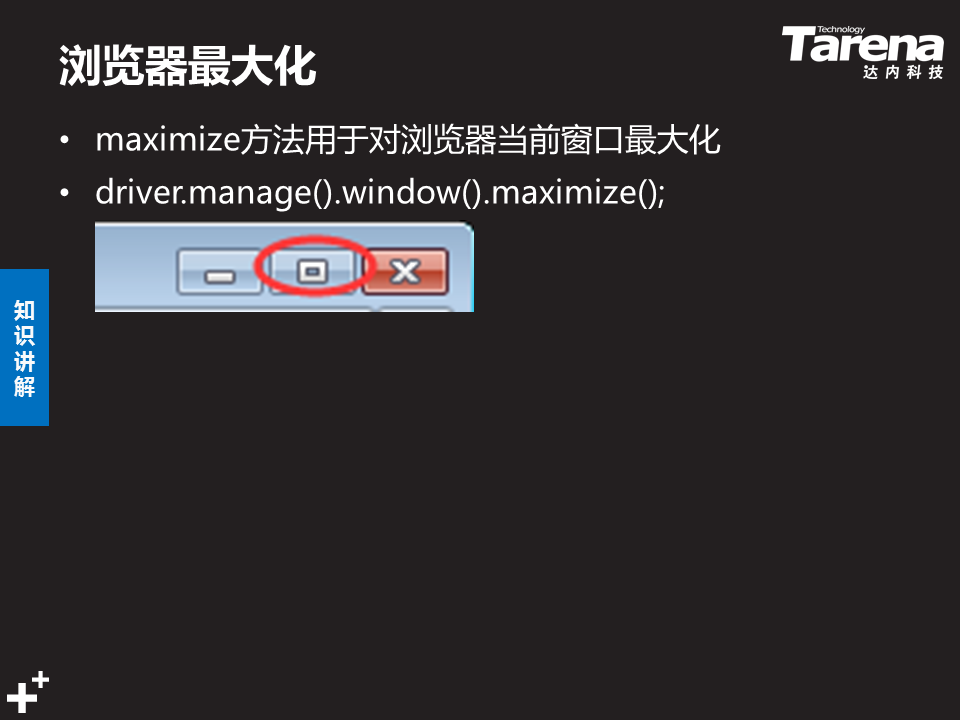 浏览器最大化
Technology
Tarena
达内科技
• maximize方法用于对浏览器当前窗口最大化
• driver.manage().window().maximize();
知
识
讲
解